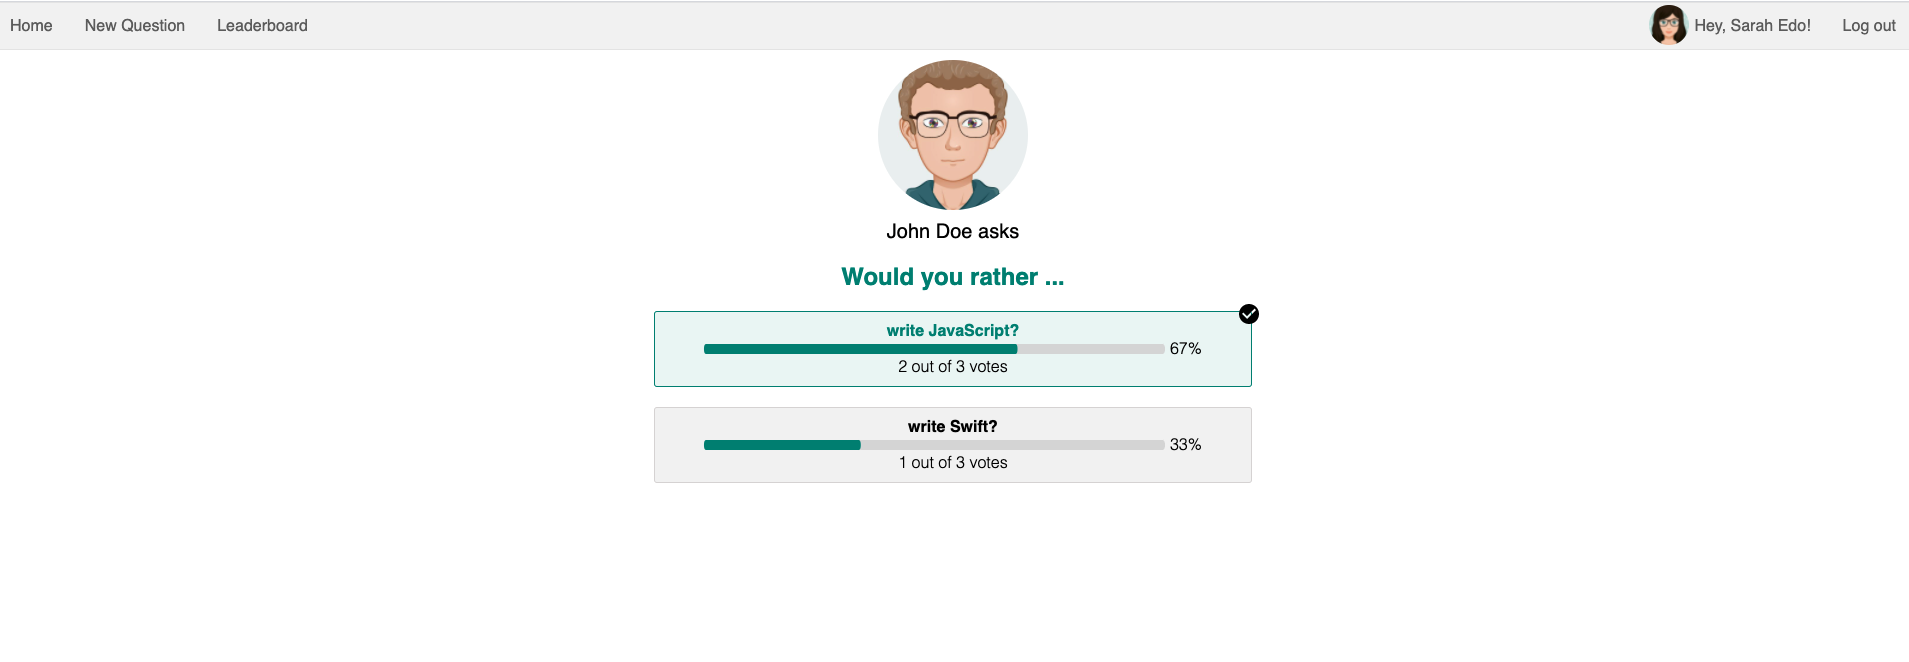 Home New Question Leaderboard Hey, Sarah Edo! Log out
John Doe asks
Would you rather ...
write JavaScript?
67%
2 out of 3 votes
write Swift?
33%
1 out of 3 votes